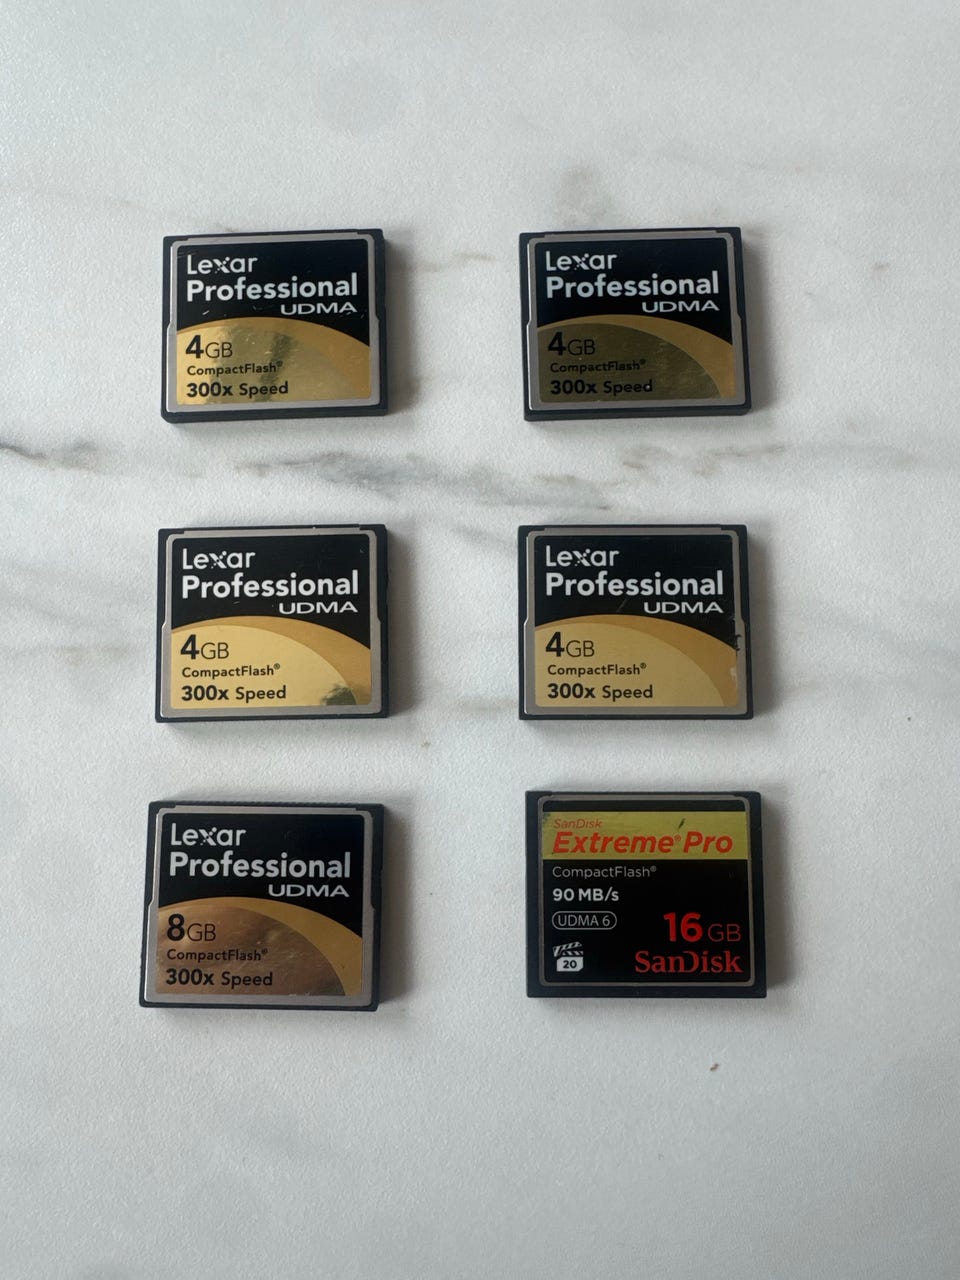 Lexar
Professional
UDMA
4GB
CompactFlash®
300x Speed
Lexar
Professional
UDMA
4GB
CompactFlash®
300x Speed
Lexar
Professional
UDMA
4GB
CompactFlash®
300x Speed
Lexar
Professional
UDMA
4GB
CompactFlash®
300x Speed
Lexar
Professional
UDMA
8GB
CompactFlash®
300x Speed
SanDisk
Extreme® Pro
CompactFlash®
90 MB/s
UDMA 6
16GB
20
SanDisk